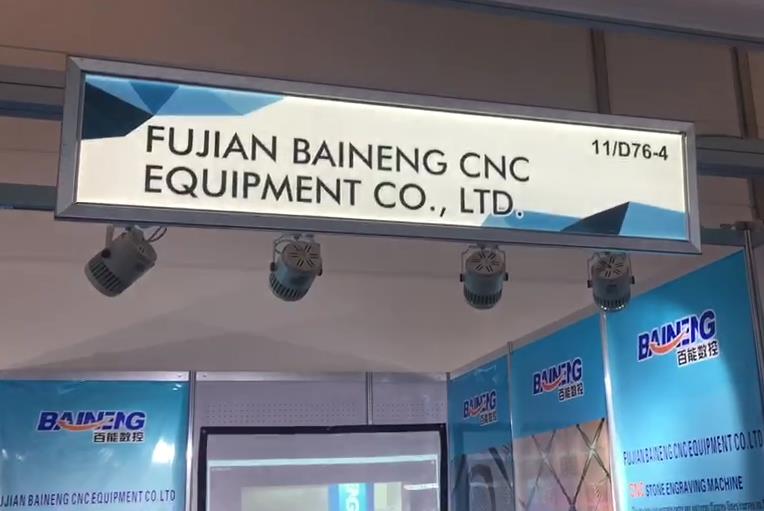 FUJIAN BAINENG CNC
EQUIPMENT CO., LTD.
11/D76-4
BAINENG
百能数控
UJIAN BAINENG CNC EQUIPMENT CO.LTD
BAINENG
BAINENG
百能数控
BAINENG
百能数控
FUJIAN BAINENG CNC EQUIPMENT CO.LTD
CNC STONE ENGRAVING MACHINE